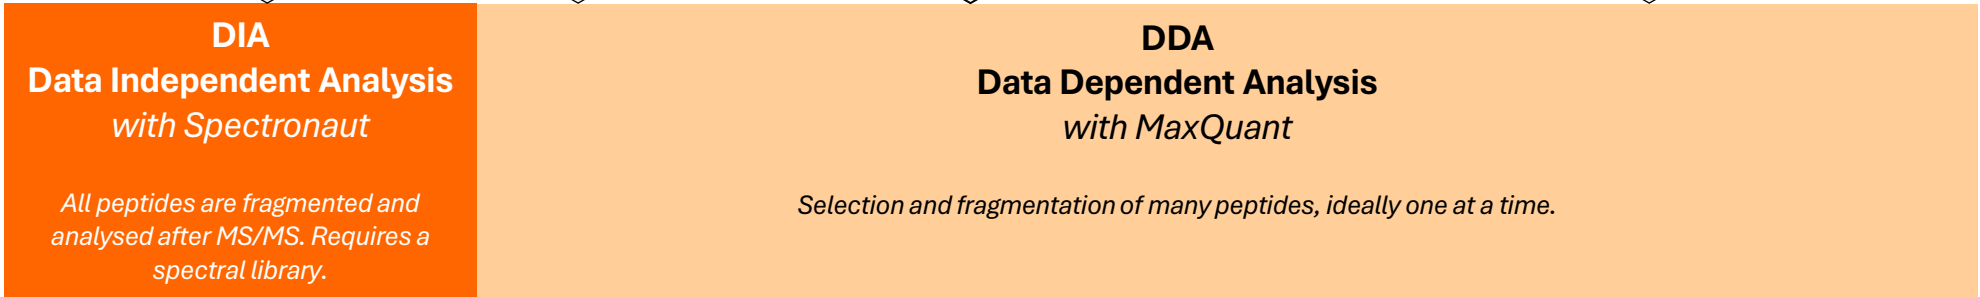 DIA
Data Independent Analysis
with Spectronaut
All peptides are fragmented and
analysed after MS/MS. Requires a
spectral library.
DDA
Data Dependent Analysis
with MaxQuant
Selection and fragmentation of many peptides, ideally one at a time.